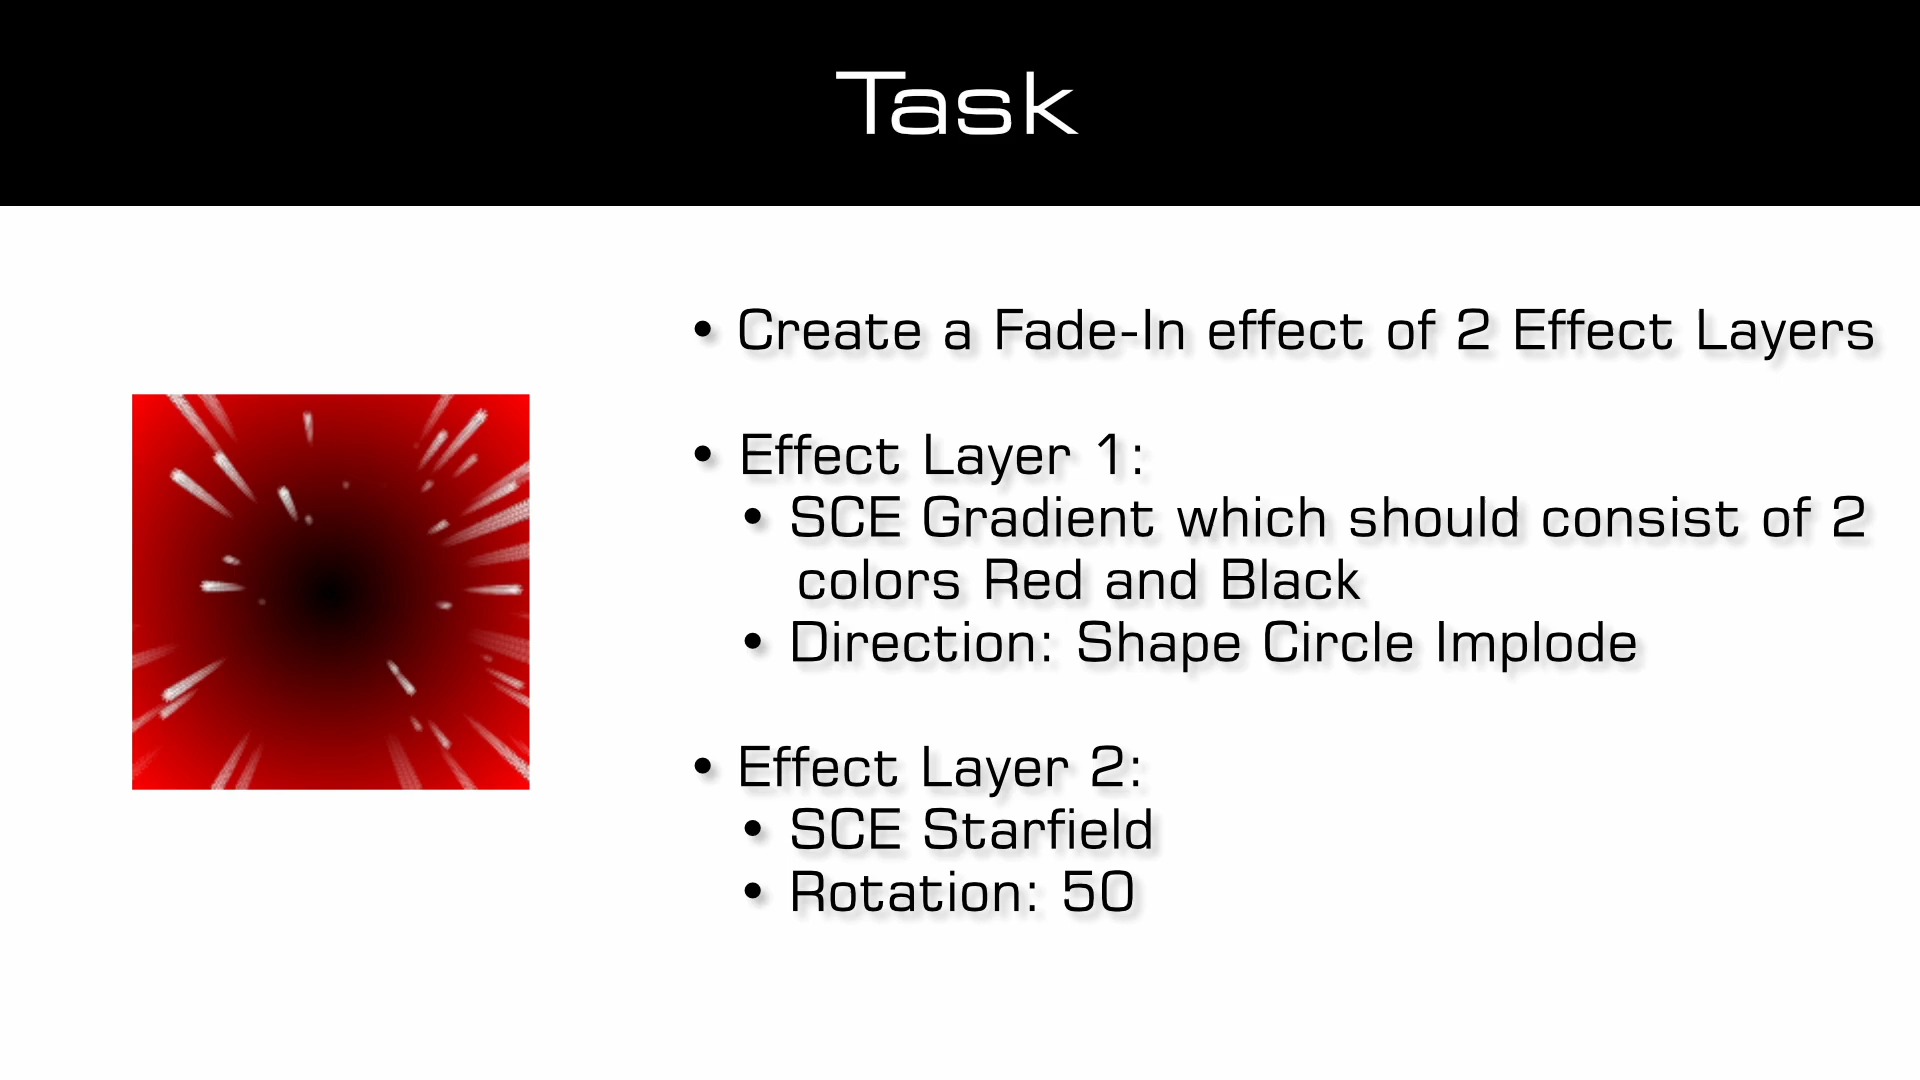 Task
• Create a Fade-In effect of 2 Effect Layers
• Effect Layer 1:
• SCE Gradient which should consist of 2
colors Red and Black
• Direction: Shape Circle Implode
• Effect Layer 2:
• SCE Starfield
• Rotation: 50